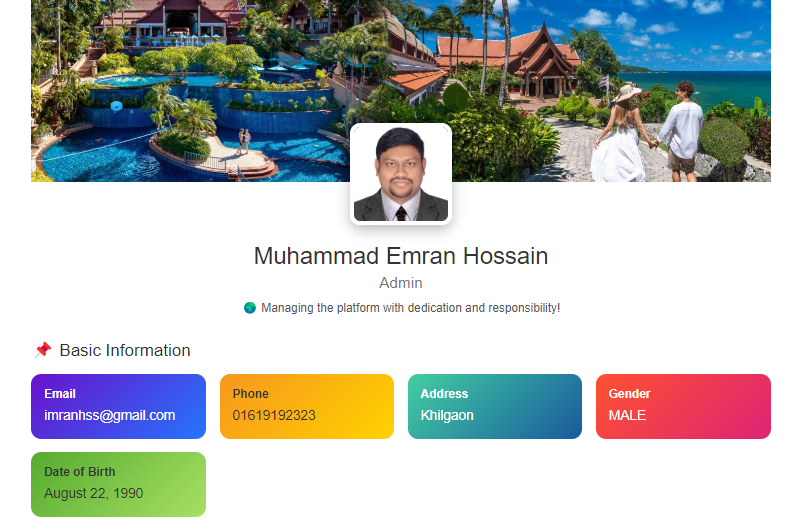 Muhammad Emran Hossain
Admin
🌍 Managing the platform with dedication and responsibility!
📌 Basic Information
Email
imranhss@gmail.com
Phone
01619192323
Address
Khilgaon
Gender
MALE
Date of Birth
August 22, 1990